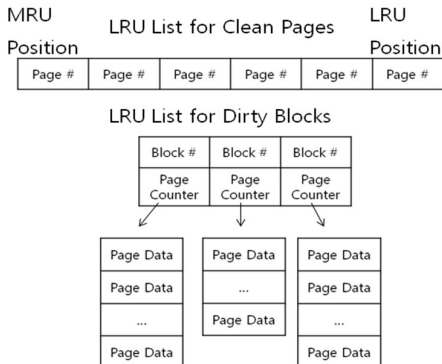 MRU Position
LRU List for Clean Pages
LRU Position
Page # Page # Page # Page # Page # Page #
LRU List for Dirty Blocks
Block # Block # Block #
Page Counter Page Counter Page Counter
Page Data Page Data Page Data
Page Data ... Page Data
... Page Data ...
Page Data Page Data